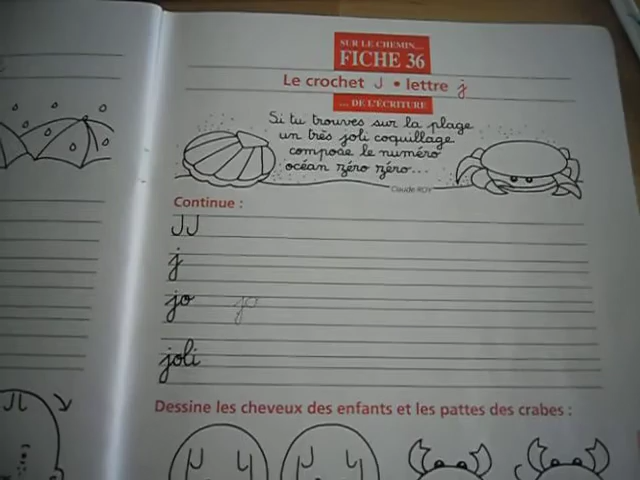 SUR LE CHEMIN...
FICHE 36
Le crochet J • lettre j
... DE L'ÉCRITURE
Si tu trouves sur la plage
un très joli coquillage
compose le numéro
océan zéro zéro...
Claude ROY
Continue :
JJ
j
jo jo
joli
Dessine les cheveux des enfants et les pattes des crabes :